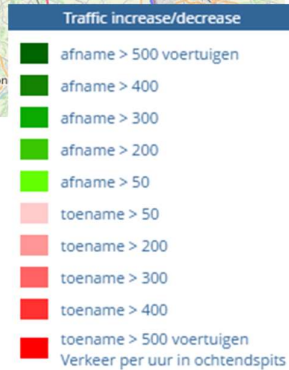 Traffic increase/decrease
afname > 500 voertuigen
afname > 400
afname > 300
afname > 200
afname > 50
toename > 50
toename > 200
toename > 300
toename > 400
toename > 500 voertuigen
Verkeer per uur in ochtendspits